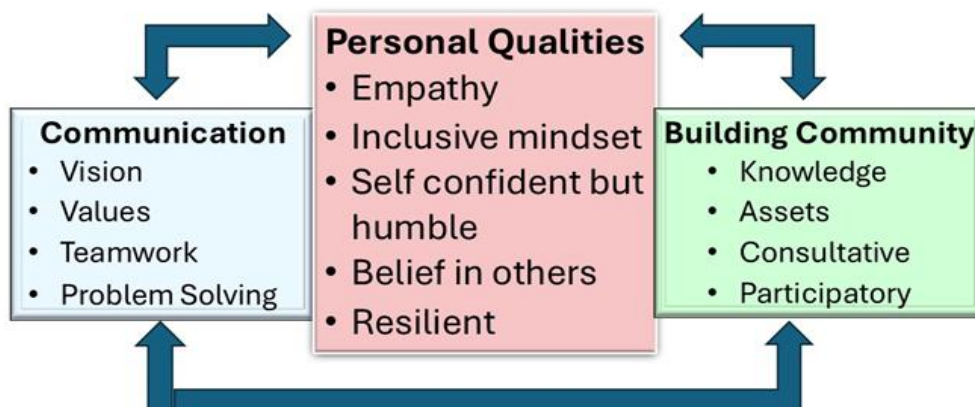 Personal Qualities
• Empathy
• Inclusive mindset
• Self confident but
humble
• Belief in others
• Resilient
Communication
• Vision
• Values
• Teamwork
• Problem Solving
Building Community
• Knowledge
• Assets
• Consultative
• Participatory